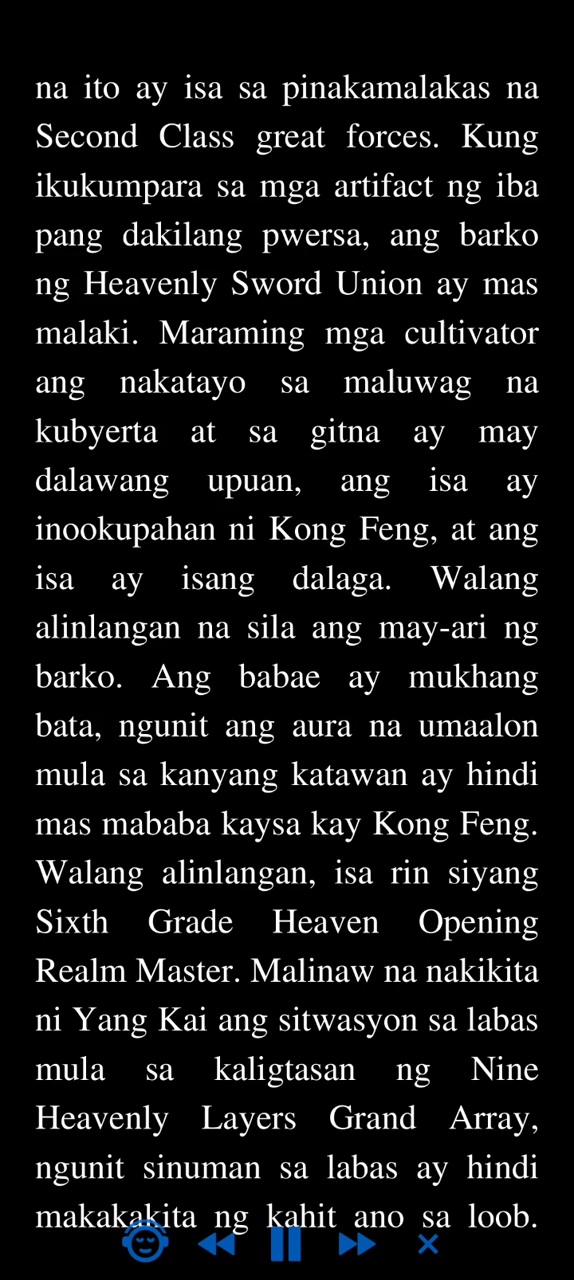 na ito ay isa sa pinakamalakas na
Second Class great forces. Kung
ikukumpara sa mga artifact ng iba
pang dakilang pwersa, ang barko
ng Heavenly Sword Union ay mas
malaki. Maraming mga cultivator
ang nakatayo sa maluwag na
kubyerta at sa gitna ay may
dalawang upuan, ang isa ay
inookupahan ni Kong Feng, at ang
isa ay isang dalaga. Walang
alinlangan na sila ang may-ari ng
barko. Ang babae ay mukhang
bata, ngunit ang aura na umaalon
mula sa kanyang katawan ay hindi
mas mababa kaysa kay Kong Feng.
Walang alinlangan, isa rin siyang
Sixth Grade Heaven Opening
Realm Master. Malinaw na nakikita
ni Yang Kai ang sitwasyon sa labas
mula sa kaligtasan ng Nine
Heavenly Layers Grand Array,
ngunit sinuman sa labas ay hindi
makakakita ng kahit ano sa loob.